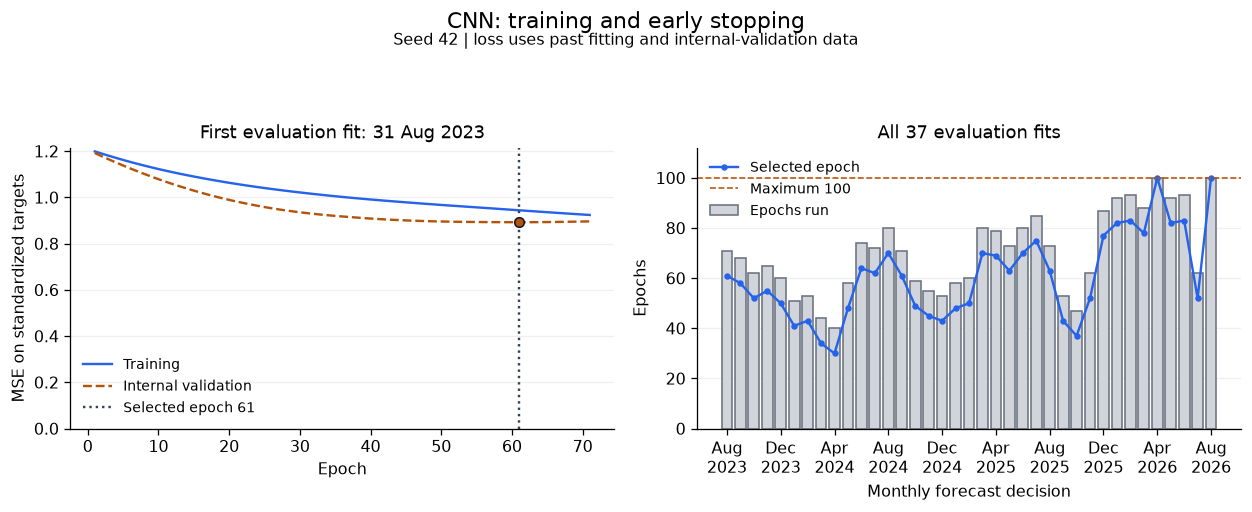 CNN: training and early stopping
Seed 42 | loss uses past fitting and internal-validation data
First evaluation fit: 31 Aug 2023
MSE on standardized targets
1.2
1.0
0.8
0.6
0.4
0.2
0.0
Training
Internal validation
Selected epoch 61
0 10 20 30 40 50 60 70
Epoch
All 37 evaluation fits
Epochs
100
80
60
40
20
0
Selected epoch
Maximum 100
Epochs run
Aug Dec Apr Aug Dec Apr Aug Dec Apr Aug
2023 2023 2024 2024 2024 2025 2025 2025 2026 2026
Monthly forecast decision